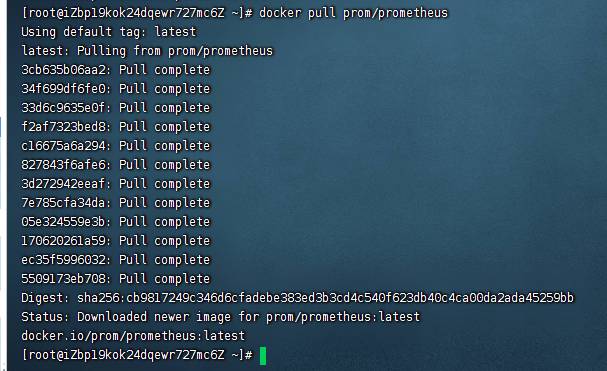 [root@iZbp19kok24dqewr727mc6Z ~]# docker pull prom/prometheus
Using default tag: latest
latest: Pulling from prom/prometheus
3cb635b06aa2: Pull complete
34f699df6fe0: Pull complete
33d6c9635e0f: Pull complete
f2af7323bed8: Pull complete
c16675a6a294: Pull complete
827843f6afe6: Pull complete
3d272942eeaf: Pull complete
7e785cfa34da: Pull complete
05e324559e3b: Pull complete
170620261a59: Pull complete
ec35f5996032: Pull complete
5509173eb708: Pull complete
Digest: sha256:cb9817249c346d6cfadebe383ed3b3cd4c540f623db40c4ca00da2ada45259bb
Status: Downloaded newer image for prom/prometheus:latest
docker.io/prom/prometheus:latest
[root@iZbp19kok24dqewr727mc6Z ~]#